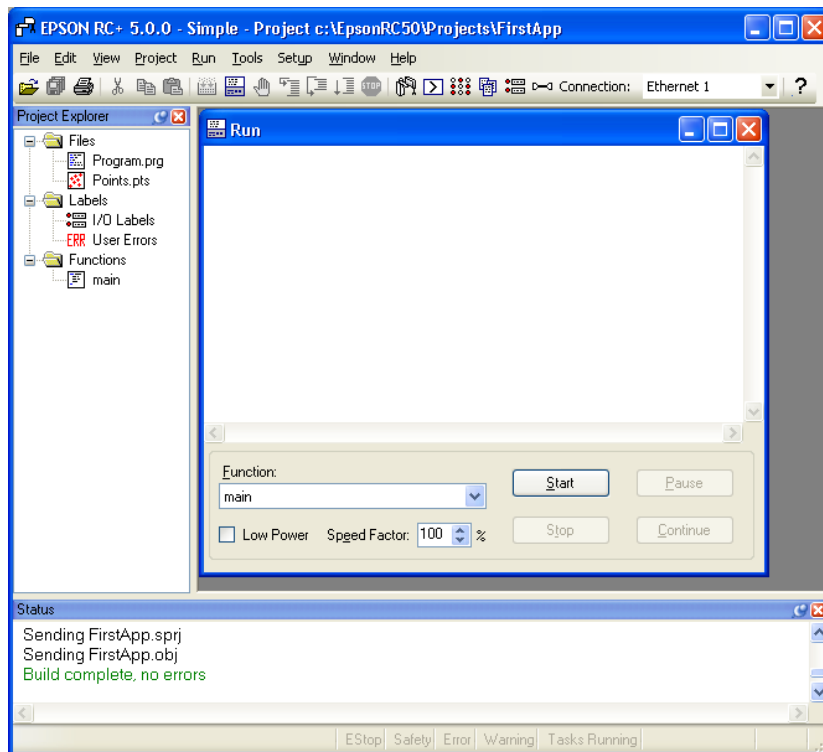 EPSON RC+ 5.0.0 - Simple - Project c:\EpsonRC50\Projects\FirstApp
File Edit View Project Run Tools Setup Window Help
STOP Connection: Ethernet 1 ?
Project Explorer
Files
Program.prg
Points.pts
Labels
I/O Labels
ERR User Errors
Functions
main
Run
Function:
main
Start Pause
Low Power Speed Factor: 100 %
Stop Continue
Status
Sending FirstApp.sprj
Sending FirstApp.obj
Build complete, no errors
EStop Safety Error Warning Tasks Running